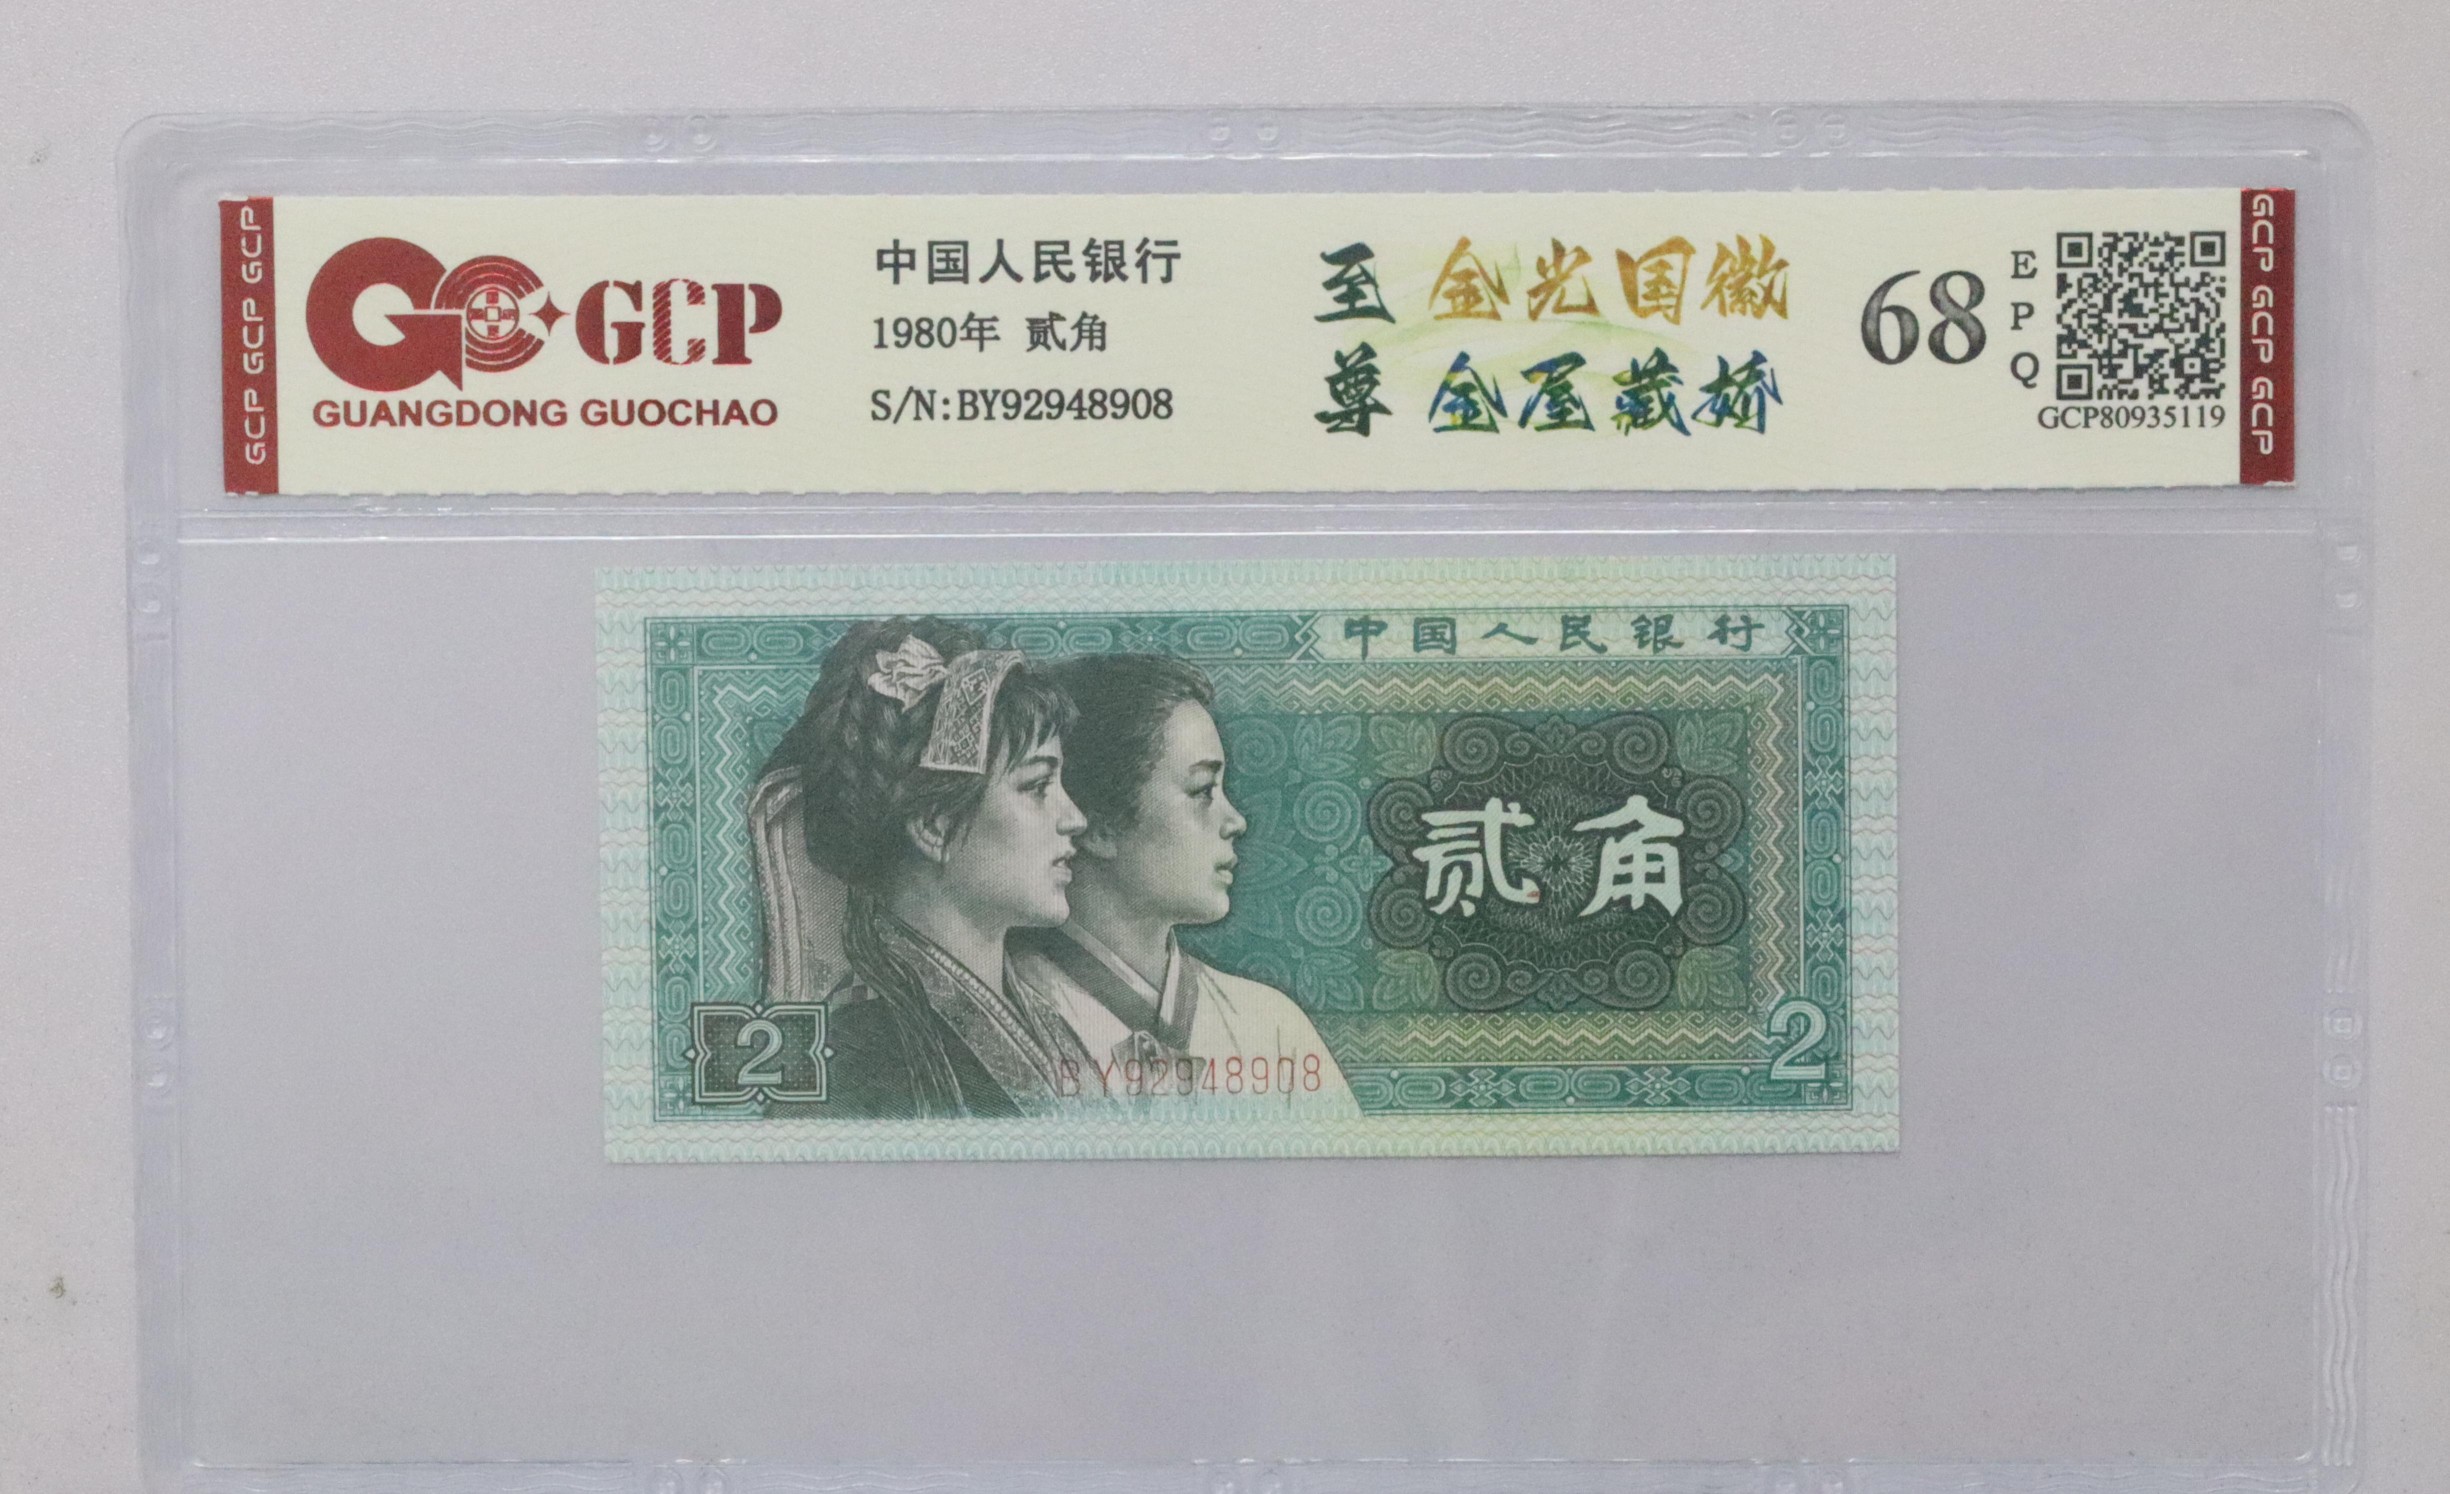 GCP GCP GCP
GCP
GUANGDONG GUOCHAO
中国人民银行
1980年 贰角
S/N:BY92948908
至尊
金光国徽
金屋藏娇
68
EPQ
GCP80935119
GCP GCP GCP
中国人民银行
贰角
2
2
BY92948908